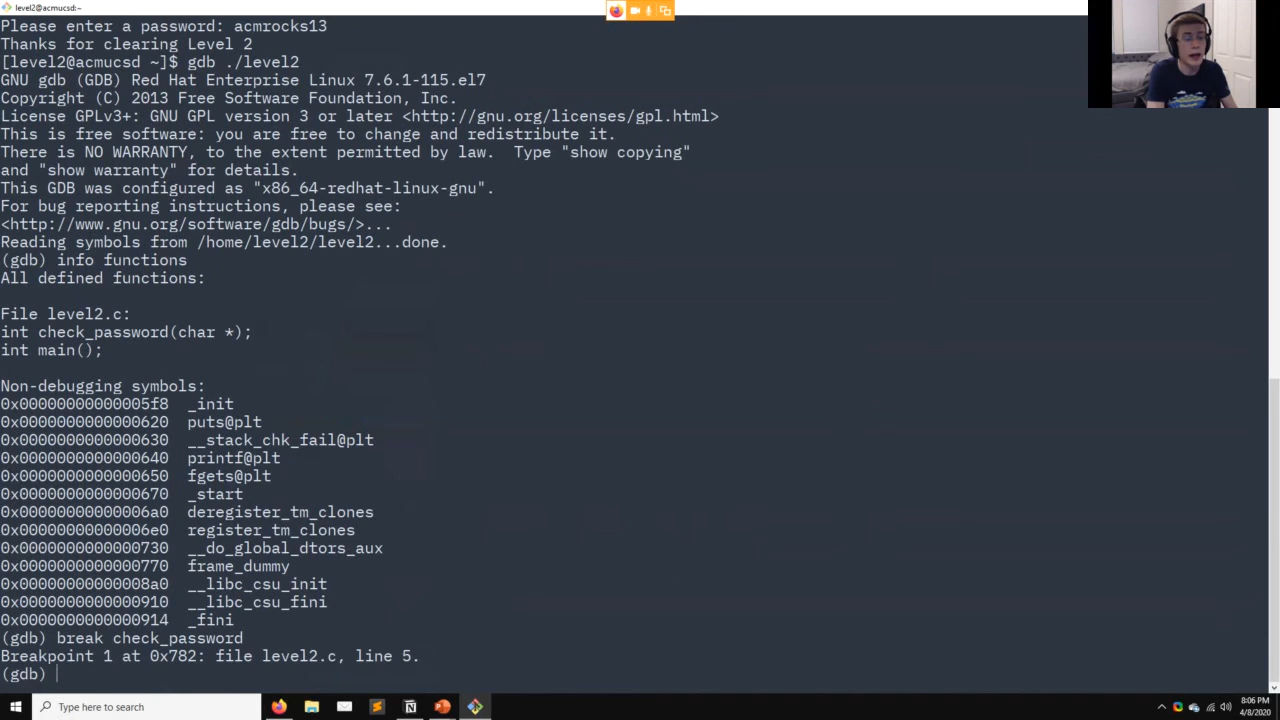 level2@acmucsd:~
Please enter a password: acmrocks13
Thanks for clearing Level 2
[level2@acmucsd ~]$ gdb ./level2
GNU gdb (GDB) Red Hat Enterprise Linux 7.6.1-115.el7
Copyright (C) 2013 Free Software Foundation, Inc.
License GPLv3+: GNU GPL version 3 or later <http://gnu.org/licenses/gpl.html>
This is free software: you are free to change and redistribute it.
There is NO WARRANTY, to the extent permitted by law.  Type "show copying"
and "show warranty" for details.
This GDB was configured as "x86_64-redhat-linux-gnu".
For bug reporting instructions, please see:
<http://www.gnu.org/software/gdb/bugs/>...
Reading symbols from /home/level2/level2...done.
(gdb) info functions
All defined functions:
File level2.c:
int check_password(char *);
int main();
Non-debugging symbols:
0x00000000000005f8  _init
0x0000000000000620  puts@plt
0x0000000000000630  __stack_chk_fail@plt
0x0000000000000640  printf@plt
0x0000000000000650  fgets@plt
0x0000000000000670  _start
0x00000000000006a0  deregister_tm_clones
0x00000000000006e0  register_tm_clones
0x0000000000000730  __do_global_dtors_aux
0x0000000000000770  frame_dummy
0x00000000000008a0  __libc_csu_init
0x0000000000000910  __libc_csu_fini
0x0000000000000914  _fini
(gdb) break check_password
Breakpoint 1 at 0x782: file level2.c, line 5.
(gdb)
Type here to search
8:06 PM
4/8/2020